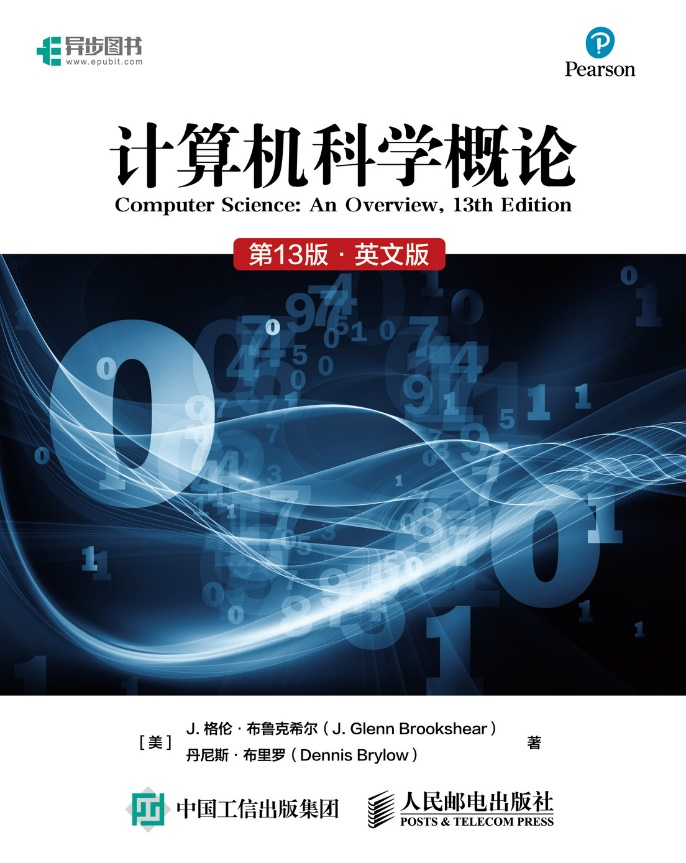 异步图书
www.epubit.com
Pearson
计算机科学概论
Computer Science: An Overview, 13th Edition
第13版 · 英文版
[美] J. 格伦 · 布鲁克希尔（J. Glenn Brookshear）
丹尼斯 · 布里罗（Dennis Brylow） 著
中国工信出版集团
人民邮电出版社
POSTS & TELECOM PRESS